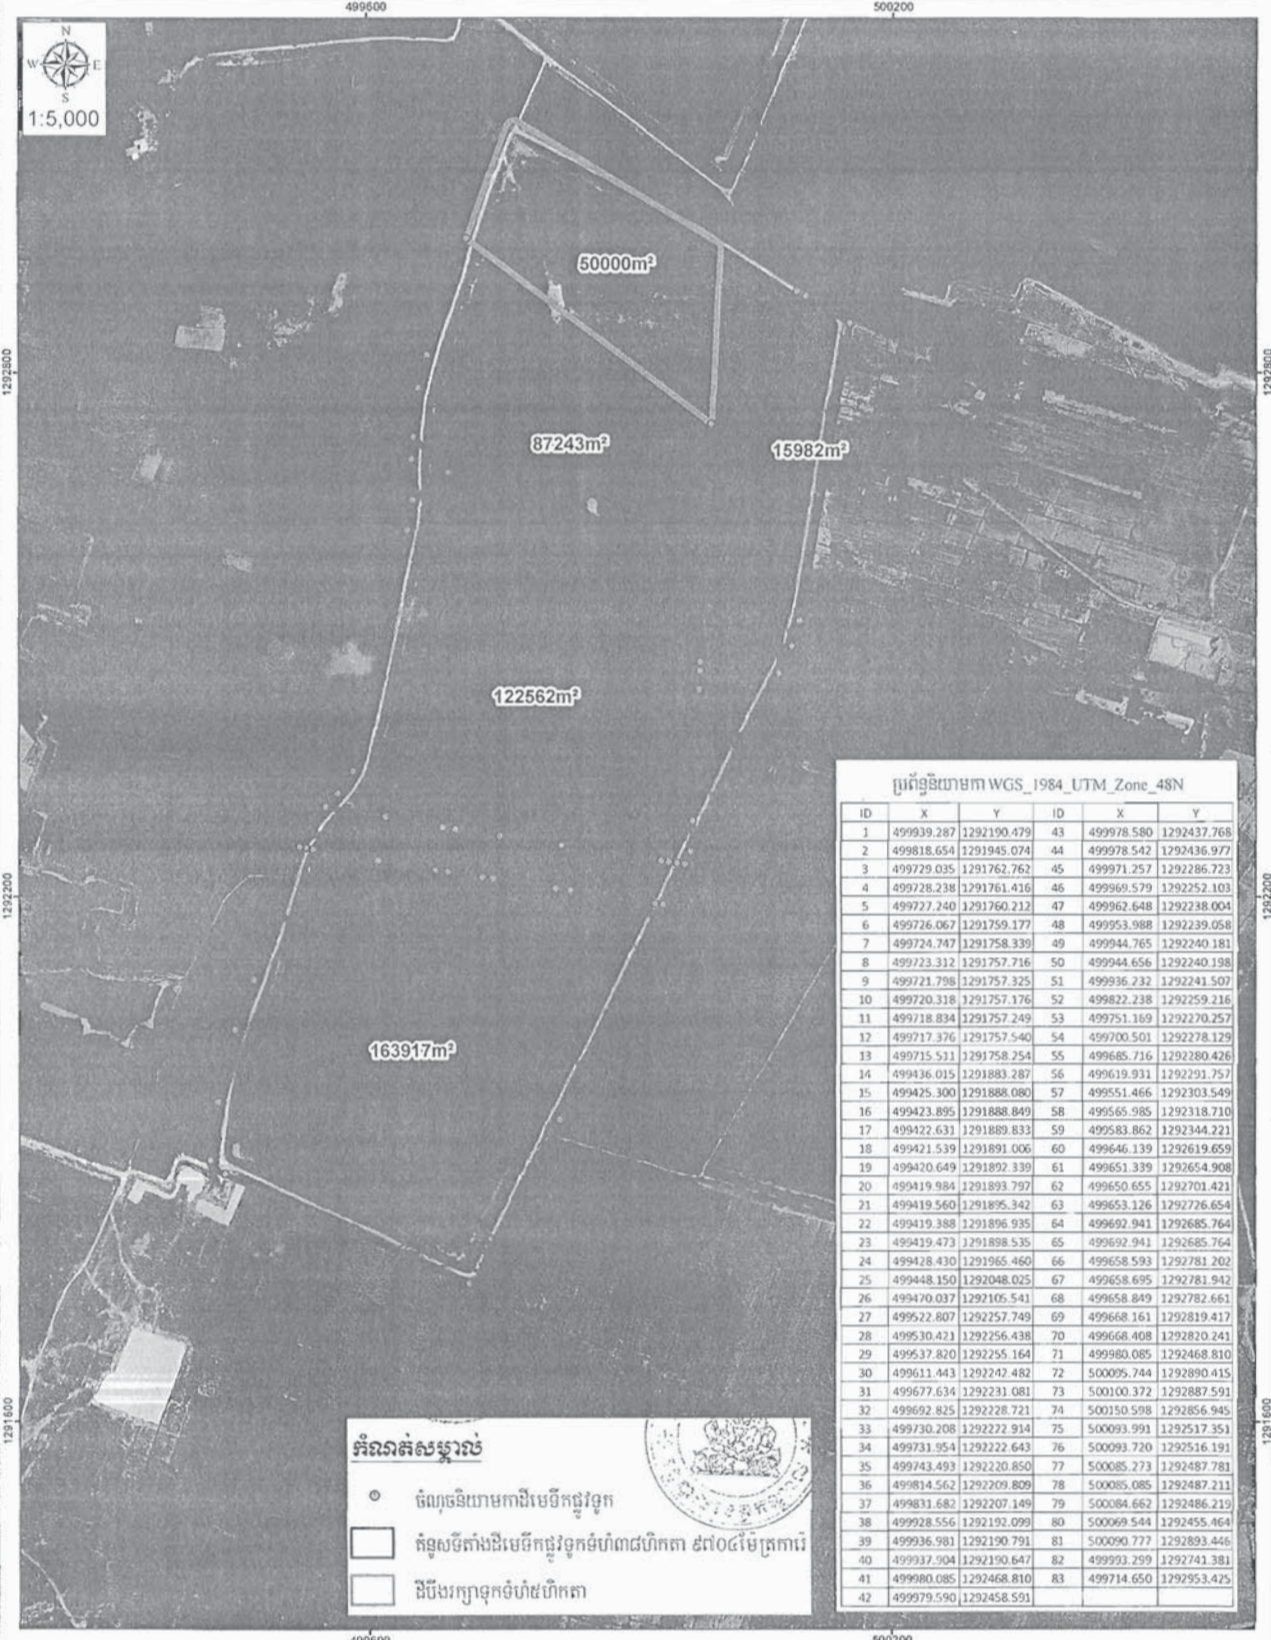 499600 500200
N
W E
S
1:5,000
1292800 1292800
50000m²
87243m²
15982m²
122562m²
1292200 1292200
163917m²
1291600 1291600
ប្រព័ន្ធនិយាមកា WGS_1984_UTM_Zone_48N
ID X Y ID X Y
1 499939.287 1292190.479 43 499978.580 1292437.768
2 499818.654 1291945.074 44 499978.542 1292436.977
3 499729.035 1291762.762 45 499971.257 1292286.723
4 499728.238 1291761.416 46 499969.579 1292252.103
5 499727.240 1291760.212 47 499962.648 1292238.004
6 499726.067 1291759.177 48 499953.988 1292239.058
7 499724.747 1291758.339 49 499944.765 1292240.181
8 499723.312 1291757.716 50 499944.656 1292240.198
9 499721.798 1291757.325 51 499936.232 1292241.507
10 499720.318 1291757.176 52 499822.238 1292259.216
11 499718.834 1291757.249 53 499751.169 1292270.257
12 499717.376 1291757.540 54 499700.501 1292278.129
13 499715.511 1291758.254 55 499685.716 1292280.426
14 499436.015 1291883.287 56 499619.931 1292291.757
15 499425.300 1291888.080 57 499551.466 1292303.549
16 499423.895 1291888.849 58 499565.985 1292318.710
17 499422.631 1291889.833 59 499583.862 1292344.221
18 499421.539 1291891.006 60 499646.139 1292619.659
19 499420.649 1291892.339 61 499651.339 1292654.908
20 499419.984 1291893.797 62 499650.655 1292701.421
21 499419.560 1291895.342 63 499653.126 1292726.654
22 499419.388 1291896.935 64 499692.941 1292685.764
23 499419.473 1291898.535 65 499692.941 1292685.764
24 499428.430 1291965.460 66 499658.593 1292781.202
25 499448.150 1292048.025 67 499658.695 1292781.942
26 499470.037 1292105.541 68 499658.849 1292782.661
27 499522.807 1292257.749 69 499668.161 1292819.417
28 499530.421 1292256.438 70 499668.408 1292820.241
29 499537.820 1292255.164 71 499980.085 1292468.810
30 499611.443 1292242.482 72 500095.744 1292890.415
31 499677.634 1292231.081 73 500100.372 1292887.591
32 499692.825 1292228.721 74 500150.598 1292856.945
33 499730.208 1292222.914 75 500093.991 1292517.351
34 499731.954 1292222.643 76 500093.720 1292516.191
35 499743.493 1292220.850 77 500085.273 1292487.781
36 499814.562 1292209.809 78 500085.085 1292487.211
37 499831.682 1292207.149 79 500084.662 1292486.219
38 499928.556 1292192.099 80 500069.544 1292455.464
39 499936.981 1292190.791 81 500090.777 1292893.446
40 499937.904 1292190.647 82 499993.299 1292741.381
41 499980.085 1292468.810 83 499714.650 1292953.425
42 499979.590 1292458.591
កំណត់សម្គាល់
ចំណុចនិយាមកាដីមេទឹកផ្លូវទូក
គំនូសទីតាំងដីមេទឹកផ្លូវទូកទំហំ៣៨ហិកតា ៩៧០៤ម៉ែត្រការ៉េ
ដីបឹងរក្សាទុកទំហំ៥ហិកតា